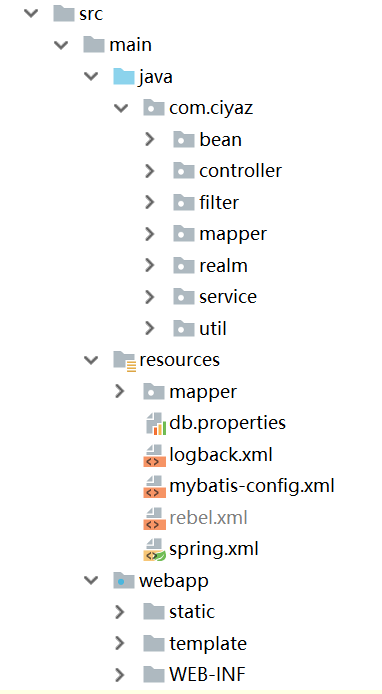 src
main
java
com.ciyaz
bean
controller
filter
mapper
realm
service
util
resources
mapper
db.properties
logback.xml
mybatis-config.xml
rebel.xml
spring.xml
webapp
static
template
WEB-INF